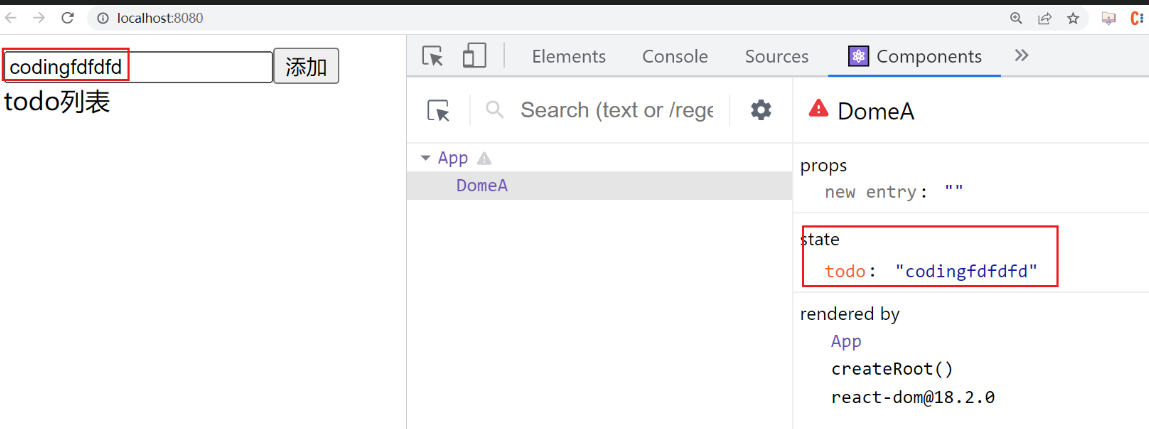 localhost:8080
codingfdfdfd 添加
todo列表
Elements Console Sources Components
Search (text or /rege
DomeA
App
DomeA
props
new entry: ""
state
todo: "codingfdfdfd"
rendered by
App
createRoot()
react-dom@18.2.0